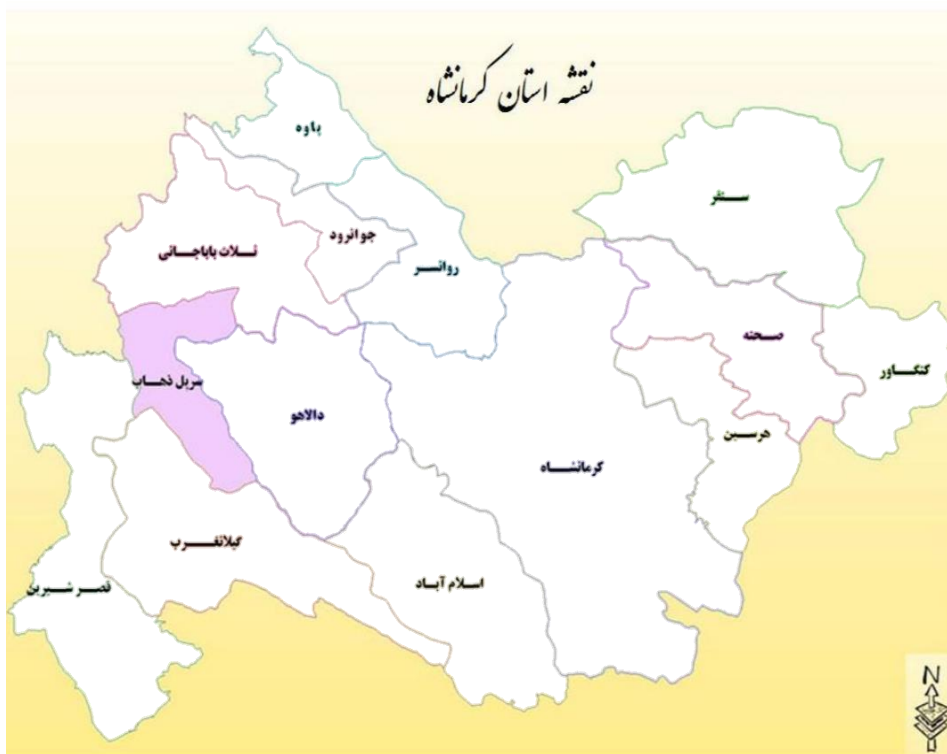 نقشه استان کرمانشاه
پاوه
سنقر
جوانرود
ثلاث باباجانی
روانسر
صحنه
کنگاور
سرپل ذهاب
دالاهو
هرسین
کرمانشاه
گیلانغرب
اسلام آباد
قصر شیرین
N